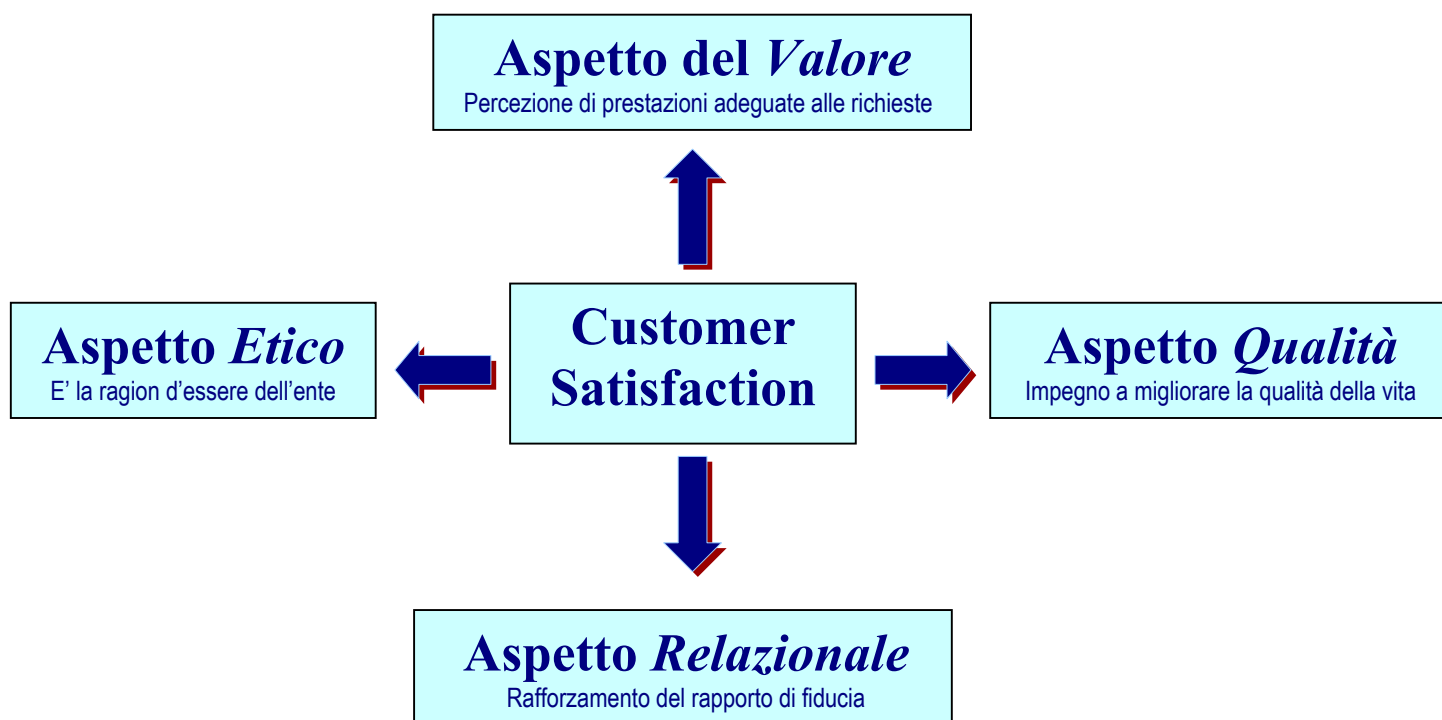 Aspetto del Valore
Percezione di prestazioni adeguate alle richieste
Aspetto Etico
E' la ragion d'essere dell'ente
Customer
Satisfaction
Aspetto Qualità
Impegno a migliorare la qualità della vita
Aspetto Relazionale
Rafforzamento del rapporto di fiducia